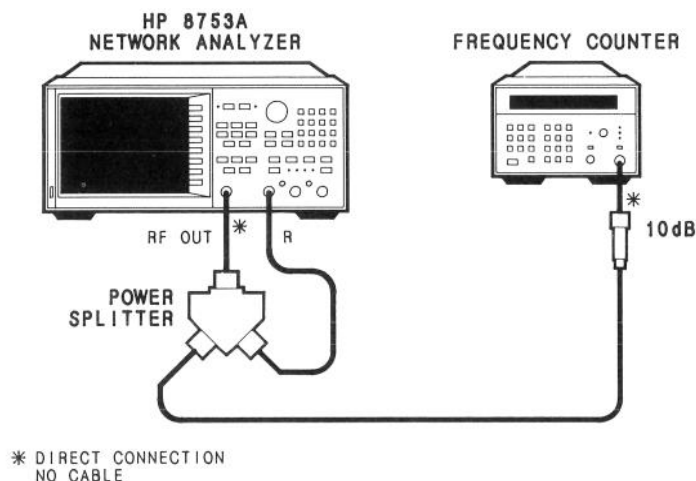 HP 8753A
NETWORK ANALYZER
FREQUENCY COUNTER
RF OUT
*
R
*
10dB
POWER
SPLITTER
* DIRECT CONNECTION
NO CABLE